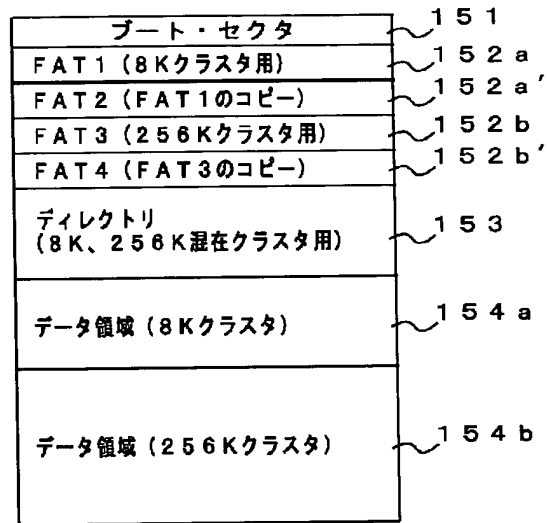 ブート・セクタ 151
FAT1(8Kクラスタ用) 152a
FAT2(FAT1のコピー) 152a'
FAT3(256Kクラスタ用) 152b
FAT4(FAT3のコピー) 152b'
ディレクトリ
(8K、256K混在クラスタ用) 153
データ領域(8Kクラスタ) 154a
データ領域(256Kクラスタ) 154b